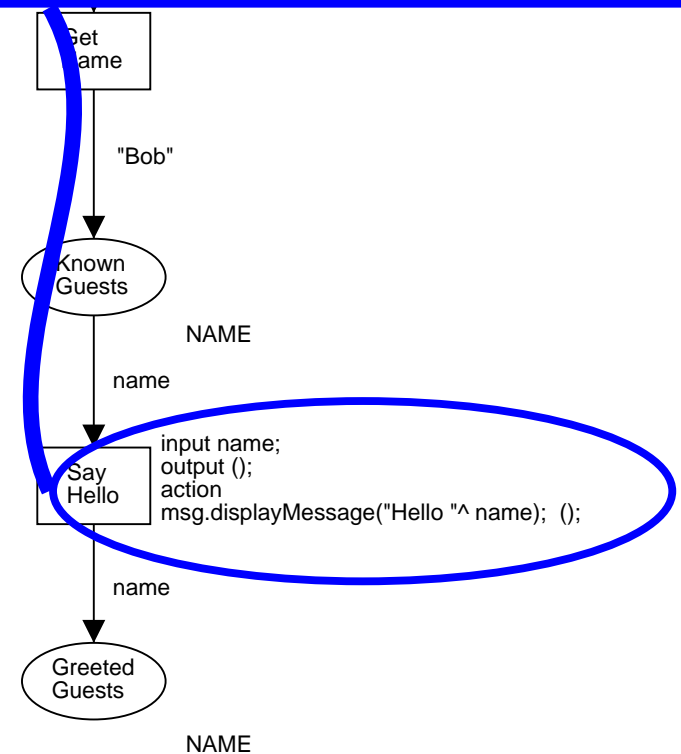 Get
Name
"Bob"
Known
Guests
NAME
name
Say
Hello
input name;
output ();
action
msg.displayMessage("Hello "^ name);  ();
name
Greeted
Guests
NAME